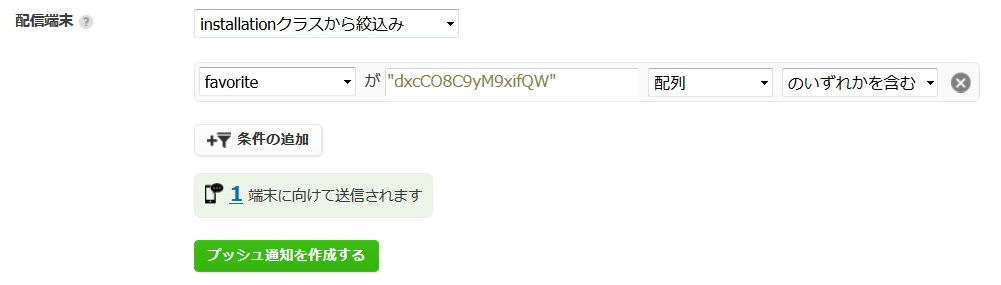 配信端末 ?
installationクラスから絞込み
favorite が "dxcCO8C9yM9xifQW" 配列 のいずれかを含む
条件の追加
1 端末に向けて送信されます
プッシュ通知を作成する